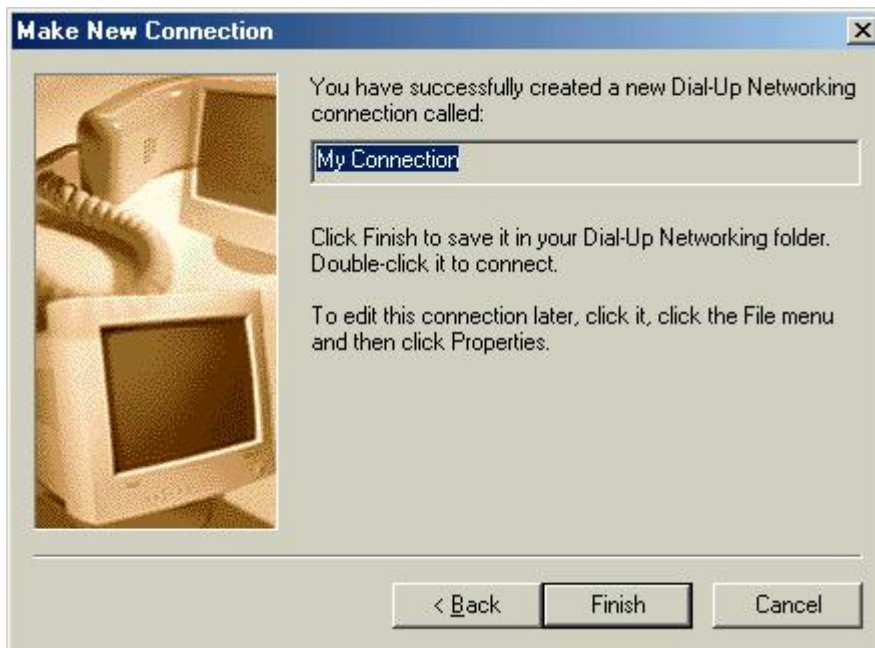 Make New Connection
You have successfully created a new Dial-Up Networking
connection called:
My Connection
Click Finish to save it in your Dial-Up Networking folder.
Double-click it to connect.
To edit this connection later, click it, click the File menu
and then click Properties.
< Back
Finish
Cancel